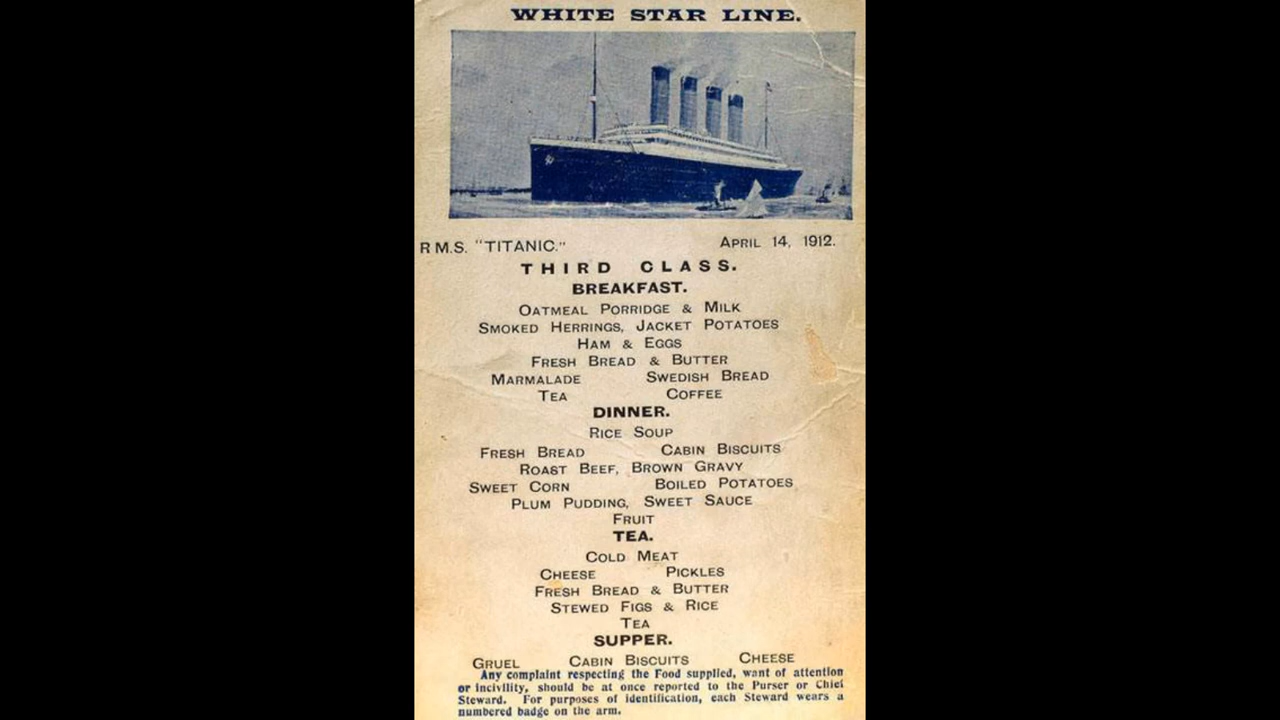 WHITE STAR LINE.
R M.S. "TITANIC." APRIL 14, 1912.
THIRD CLASS.
BREAKFAST.
OATMEAL PORRIDGE & MILK
SMOKED HERRINGS, JACKET POTATOES
HAM & EGGS
FRESH BREAD & BUTTER
MARMALADE SWEDISH BREAD
TEA COFFEE
DINNER.
RICE SOUP
FRESH BREAD CABIN BISCUITS
ROAST BEEF, BROWN GRAVY
SWEET CORN BOILED POTATOES
PLUM PUDDING, SWEET SAUCE
FRUIT
TEA.
COLD MEAT
CHEESE PICKLES
FRESH BREAD & BUTTER
STEWED FIGS & RICE
TEA
SUPPER.
GRUEL CABIN BISCUITS CHEESE
Any complaint respecting the Food supplied, want of attention
or incivility, should be at once reported to the Purser or Chief
Steward. For purposes of identification, each Steward wears a
numbered badge on the arm.